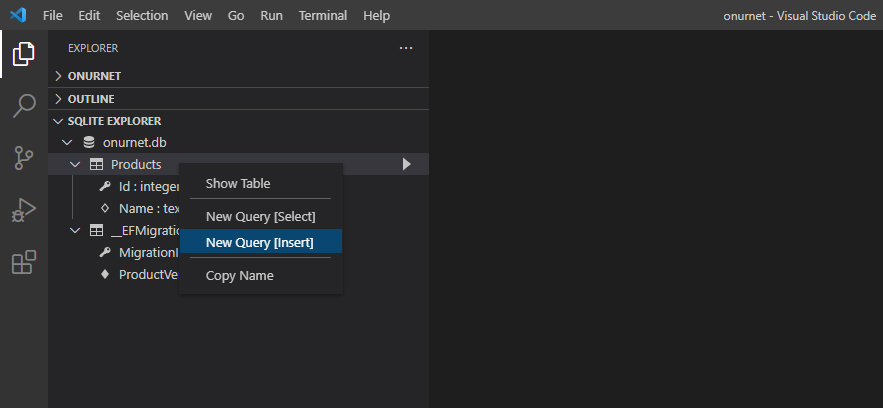 File Edit Selection View Go Run Terminal Help onurnet - Visual Studio Code
EXPLORER
ONURNET
OUTLINE
SQLITE EXPLORER
onurnet.db
Products
Show Table
Id : integer
New Query [Select]
Name : tex
New Query [Insert]
__EFMigratio
MigrationI
Copy Name
ProductVe